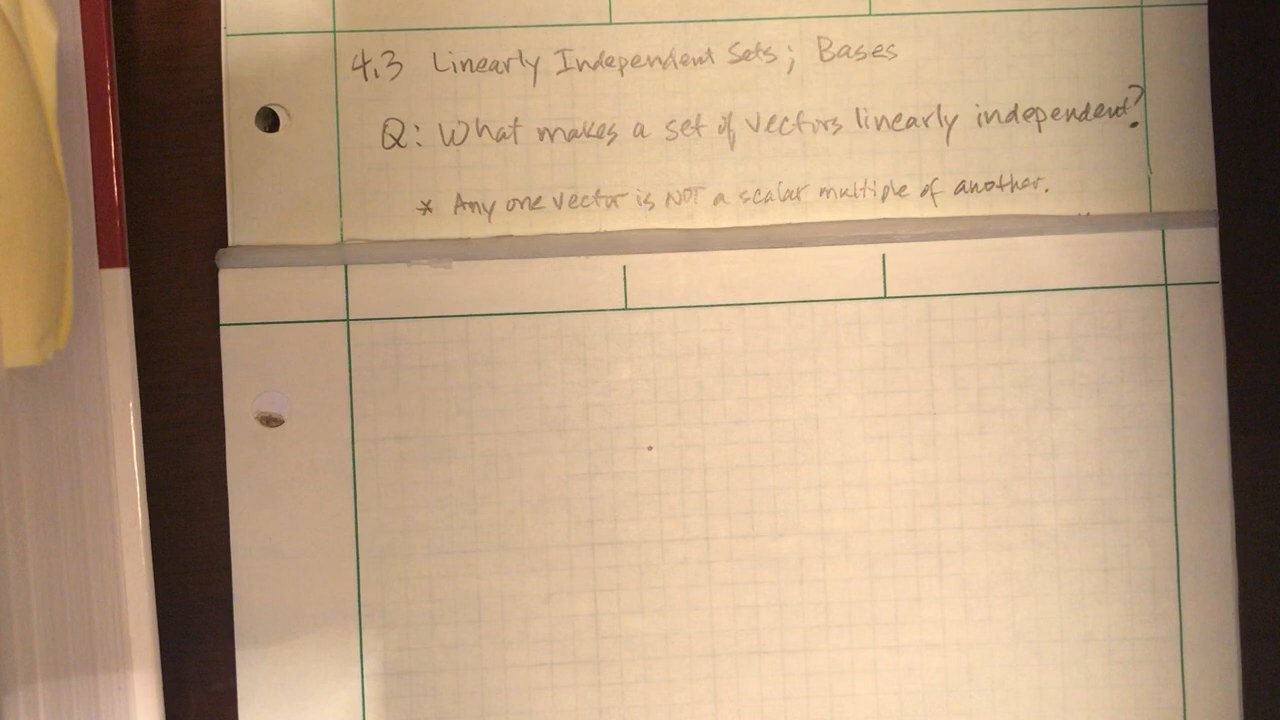 4.3 Linearly Independent Sets; Bases
Q: What makes a set of vectors linearly independent?
* Any one vector is NOT a scalar multiple of another.